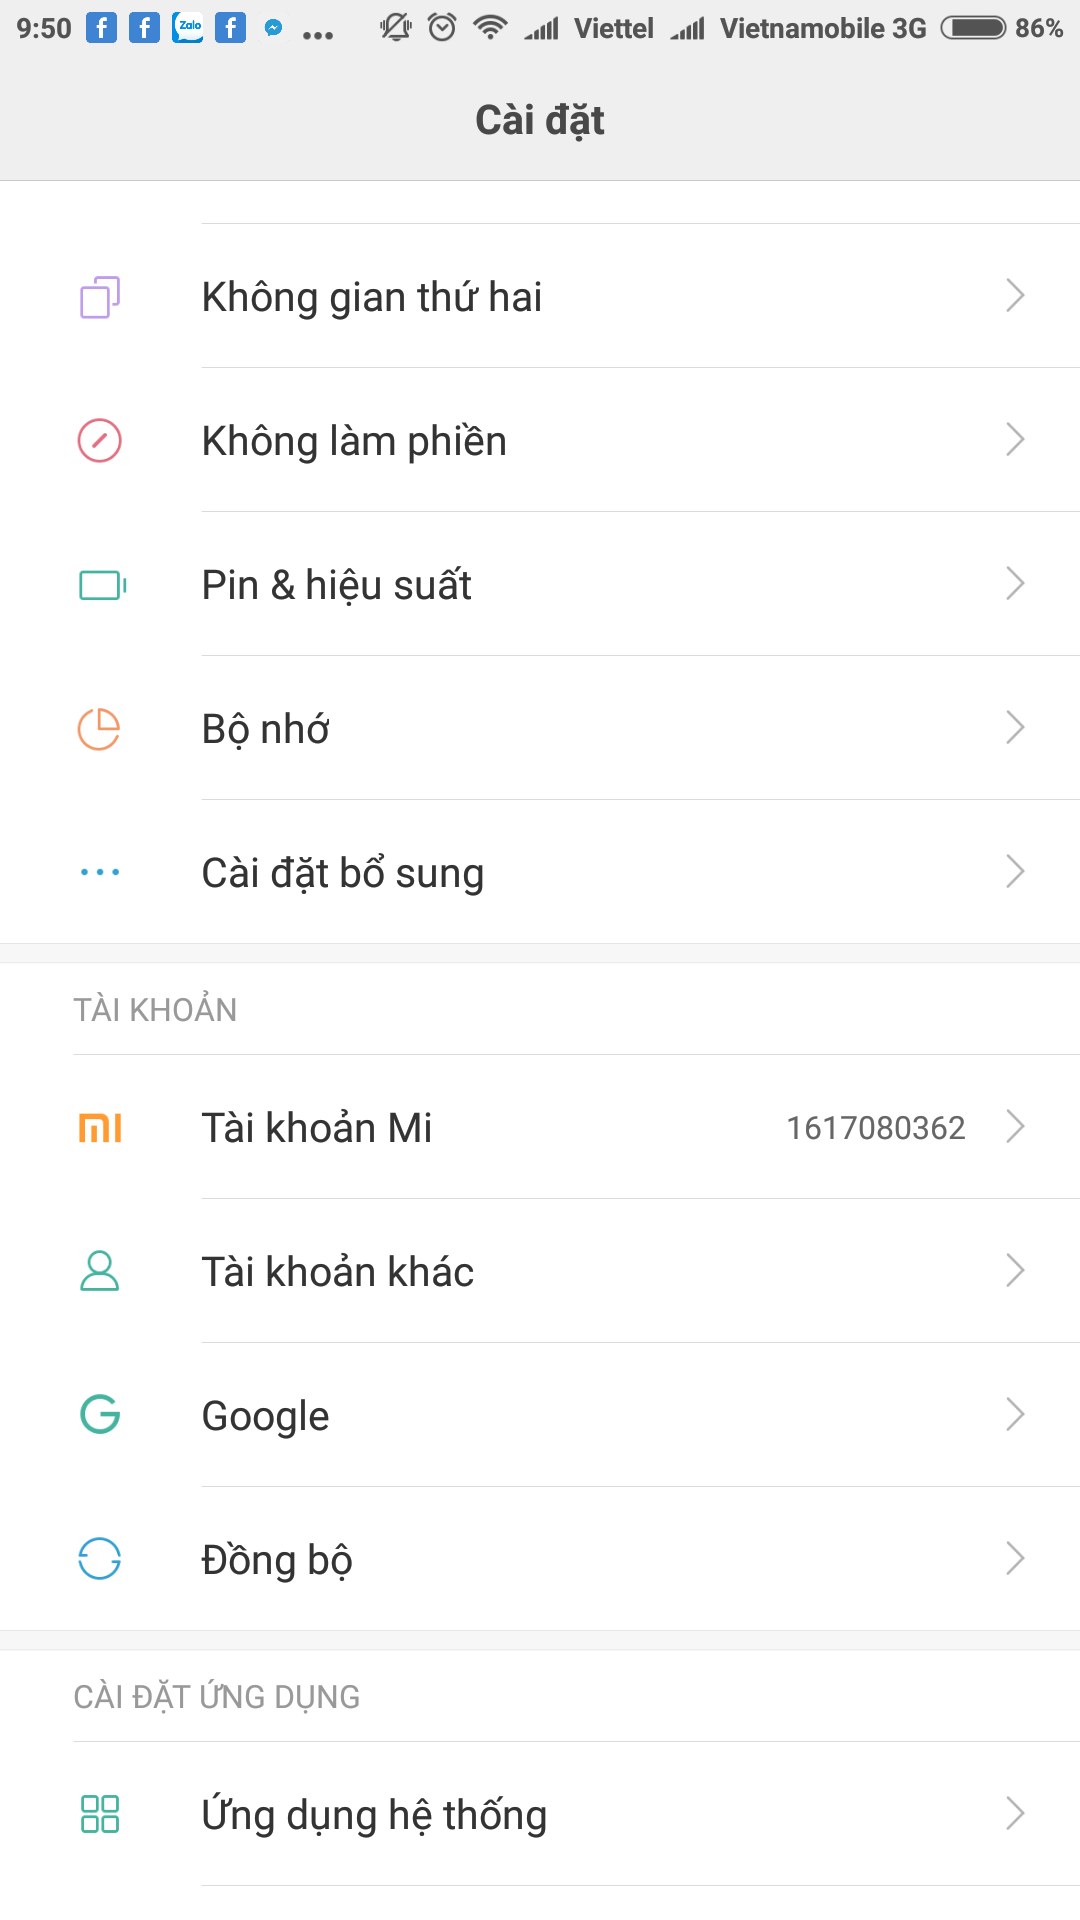 9:50 f f Zalo f ... Viettel Vietnamobile 3G 86%
Cài đặt
Không gian thứ hai
Không làm phiền
Pin & hiệu suất
Bộ nhớ
Cài đặt bổ sung
TÀI KHOẢN
Tài khoản Mi 1617080362
Tài khoản khác
Google
Đồng bộ
CÀI ĐẶT ỨNG DỤNG
Ứng dụng hệ thống